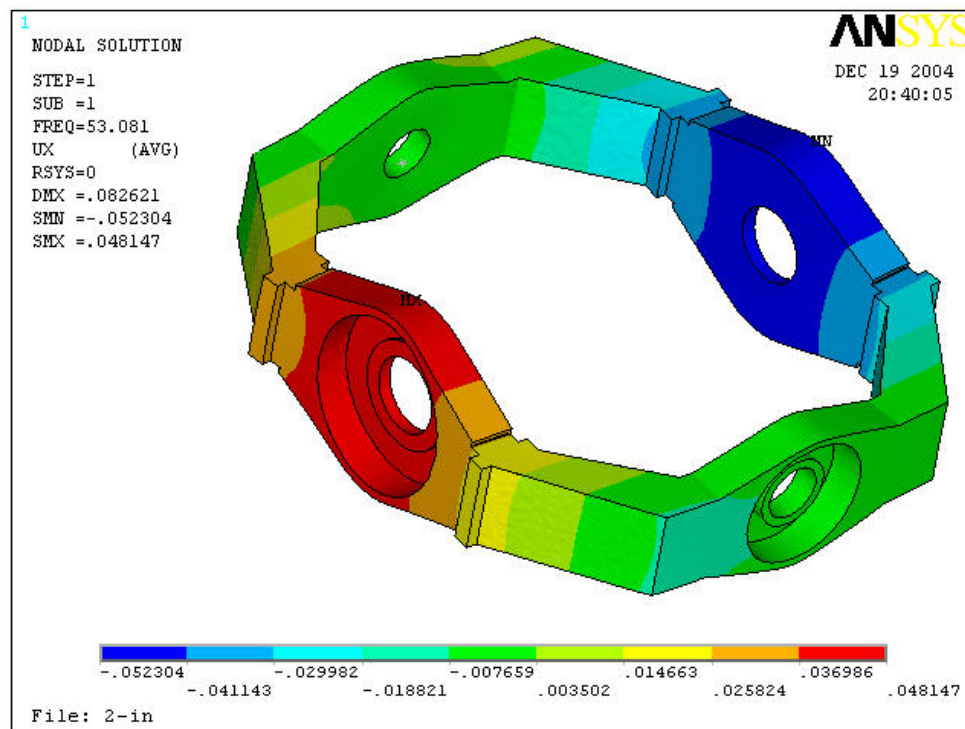 1
NODAL SOLUTION
ANSYS
STEP=1
SUB =1
FREQ=53.081
UX (AVG)
RSYS=0
DMX =.082621
SMN =-.052304
SMX =.048147
DEC 19 2004
20:40:05
MN
MX
-.052304 -.029982 -.007659 .014663 .036986
-.041143 -.018821 .003502 .025824 .048147
File: 2-in